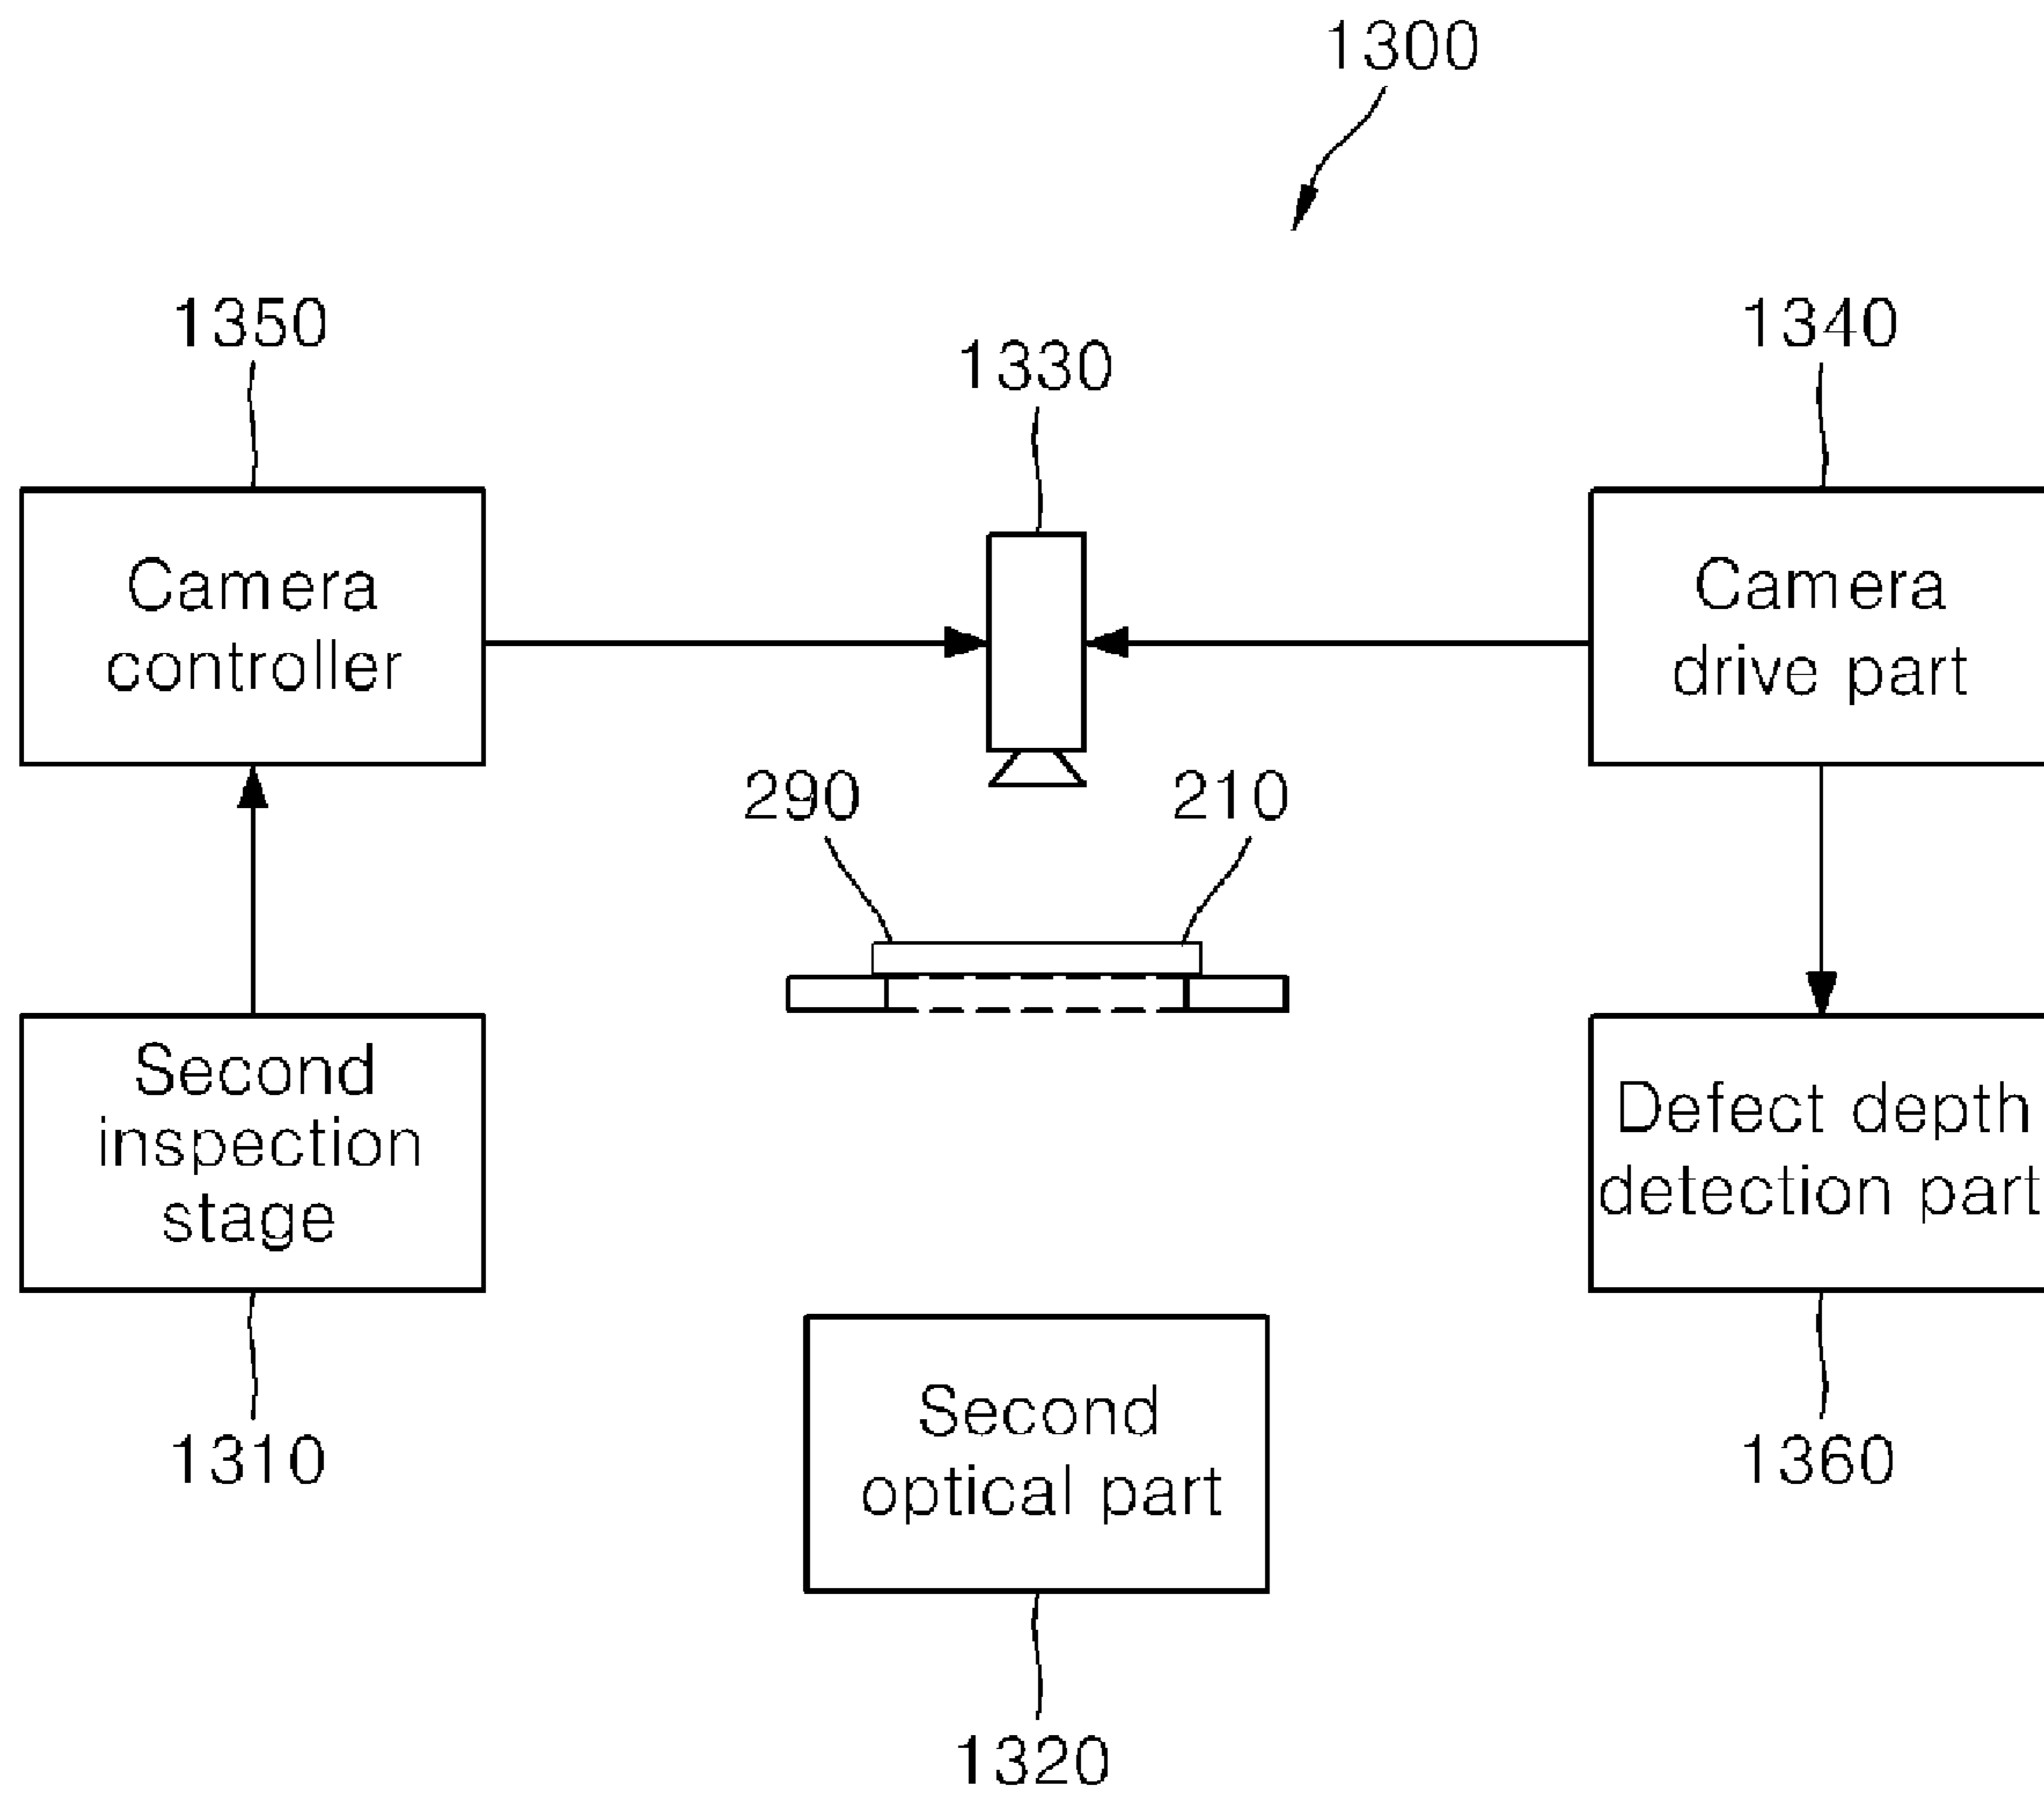 1300
1350
1330
1340
Camera
controller
Camera
drive part
290
210
Second
inspection
stage
Defect depth
detection part
Second
optical part
1310
1360
1320